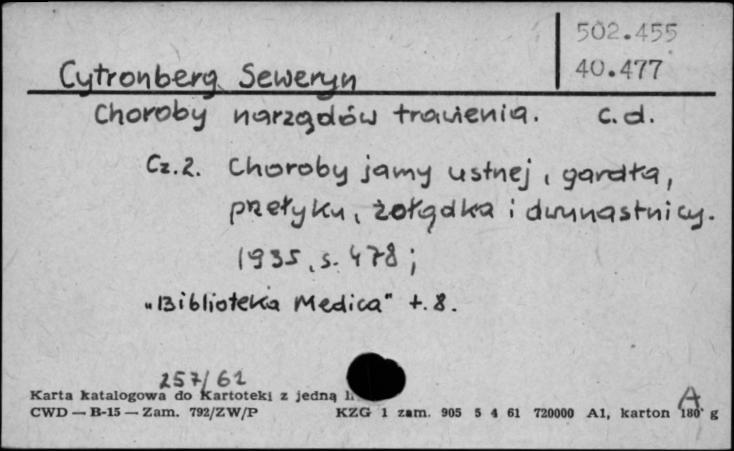 502.455
40.477
Cytronberg Seweryn
Choroby narządów trawienia. c.d.
Cz.2. Choroby jamy ustnej, gardła,
przełyku, żołądka i dwunastnicy.
1935, s. 478;
„Biblioteka Medica" t. 8.
257/62
Karta katalogowa do kartoteki z jedną
A
CWD — B-15 — Zam. 792/ZW/P KZG 1 zam. 905 5 4 61 720000 A1, karton 180 g